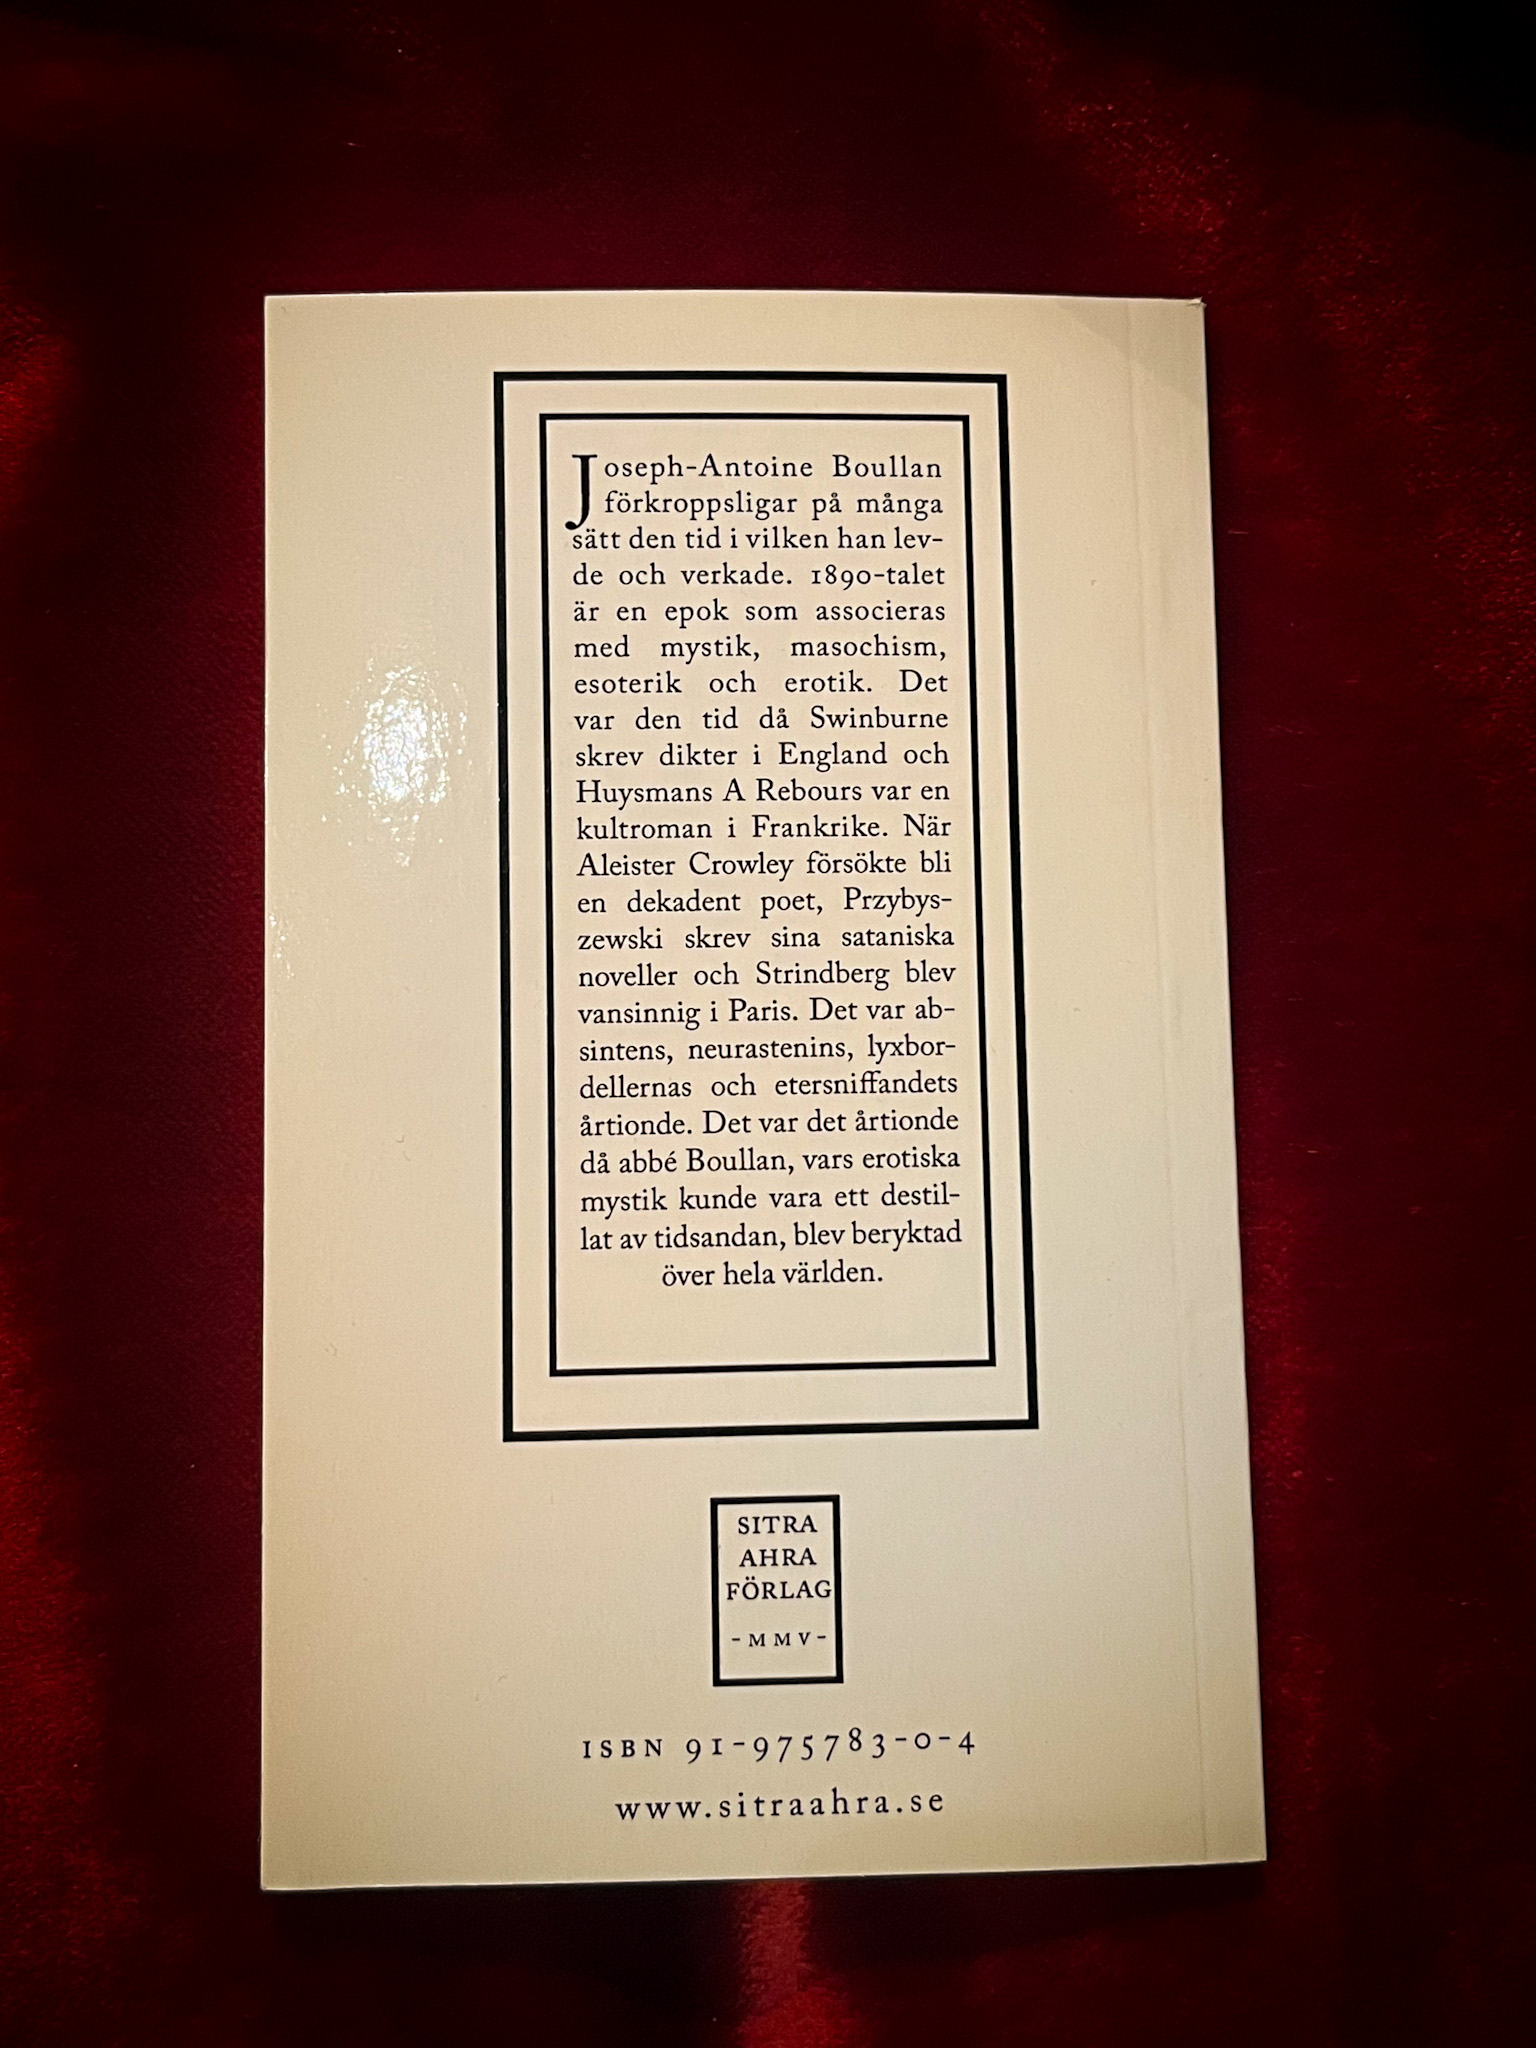 Joseph-Antoine Boullan
förkroppsligar på många
sätt den tid i vilken han lev-
de och verkade. 1890-talet
är en epok som associeras
med mystik, masochism,
esoterik och erotik. Det
var den tid då Swinburne
skrev dikter i England och
Huysmans A Rebours var en
kultroman i Frankrike. När
Aleister Crowley försökte bli
en dekadent poet, Przybys-
zewski skrev sina sataniska
noveller och Strindberg blev
vansinnig i Paris. Det var ab-
sintens, neurastenins, lyxbor-
dellernas och etersniffandets
årtionde. Det var det årtionde
då abbé Boullan, vars erotiska
mystik kunde vara ett destil-
lat av tidsandan, blev beryktad
över hela världen.
SITRA
AHRA
FÖRLAG
-MMV-
ISBN 91-975783-0-4
www.sitraahra.se